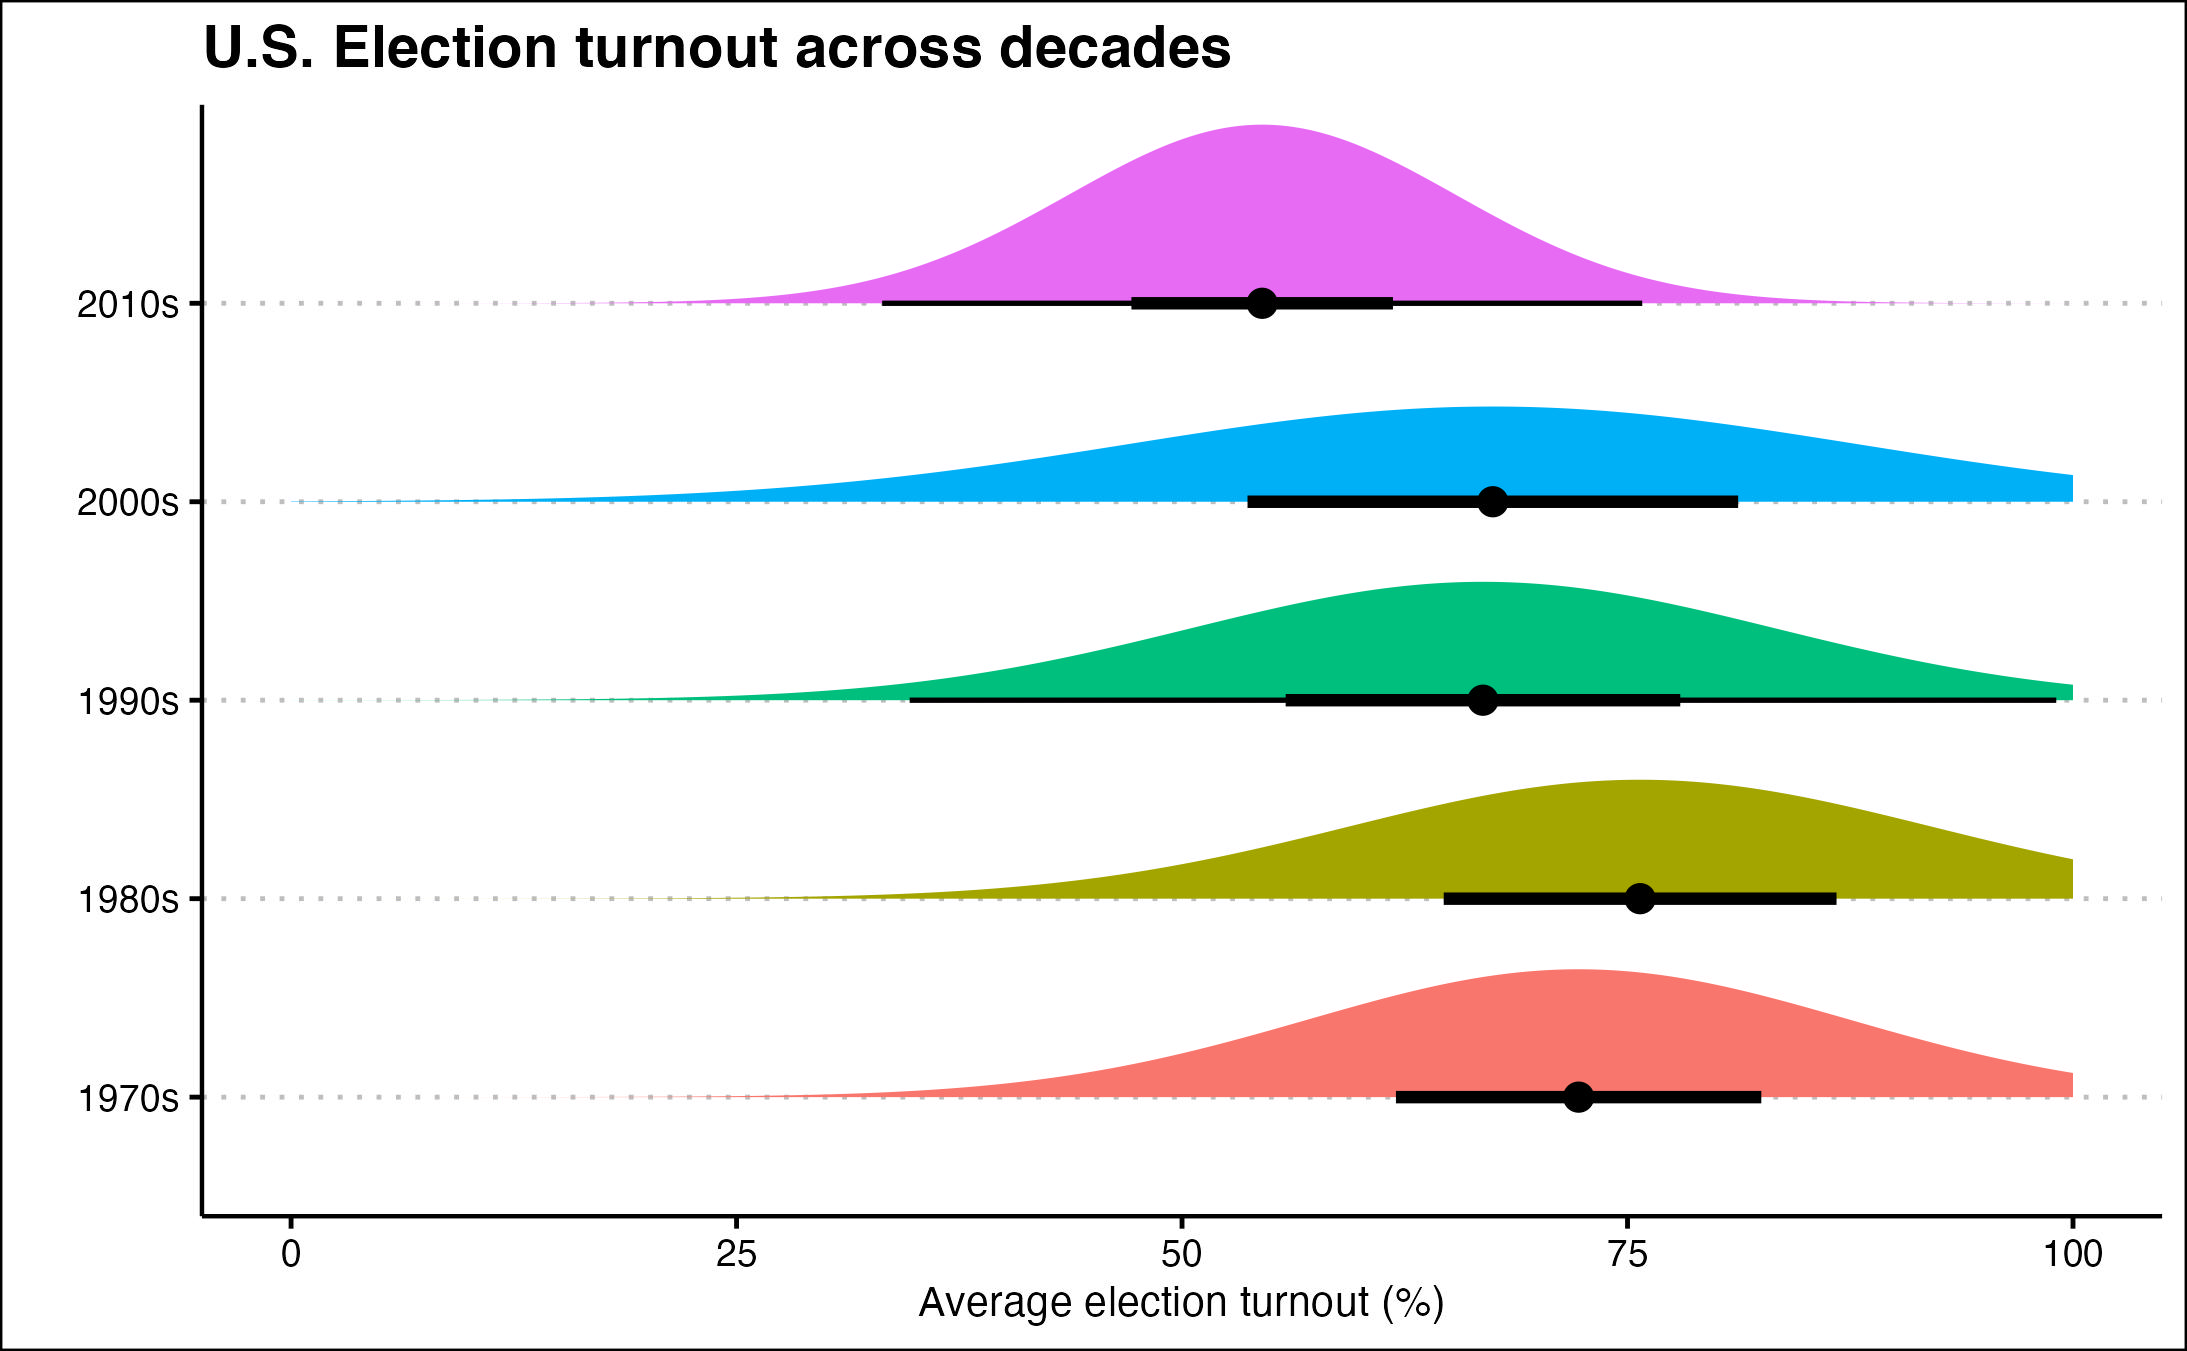 U.S. Election turnout across decades
2010s
2000s
1990s
1980s
1970s
0 25 50 75 100
Average election turnout (%)